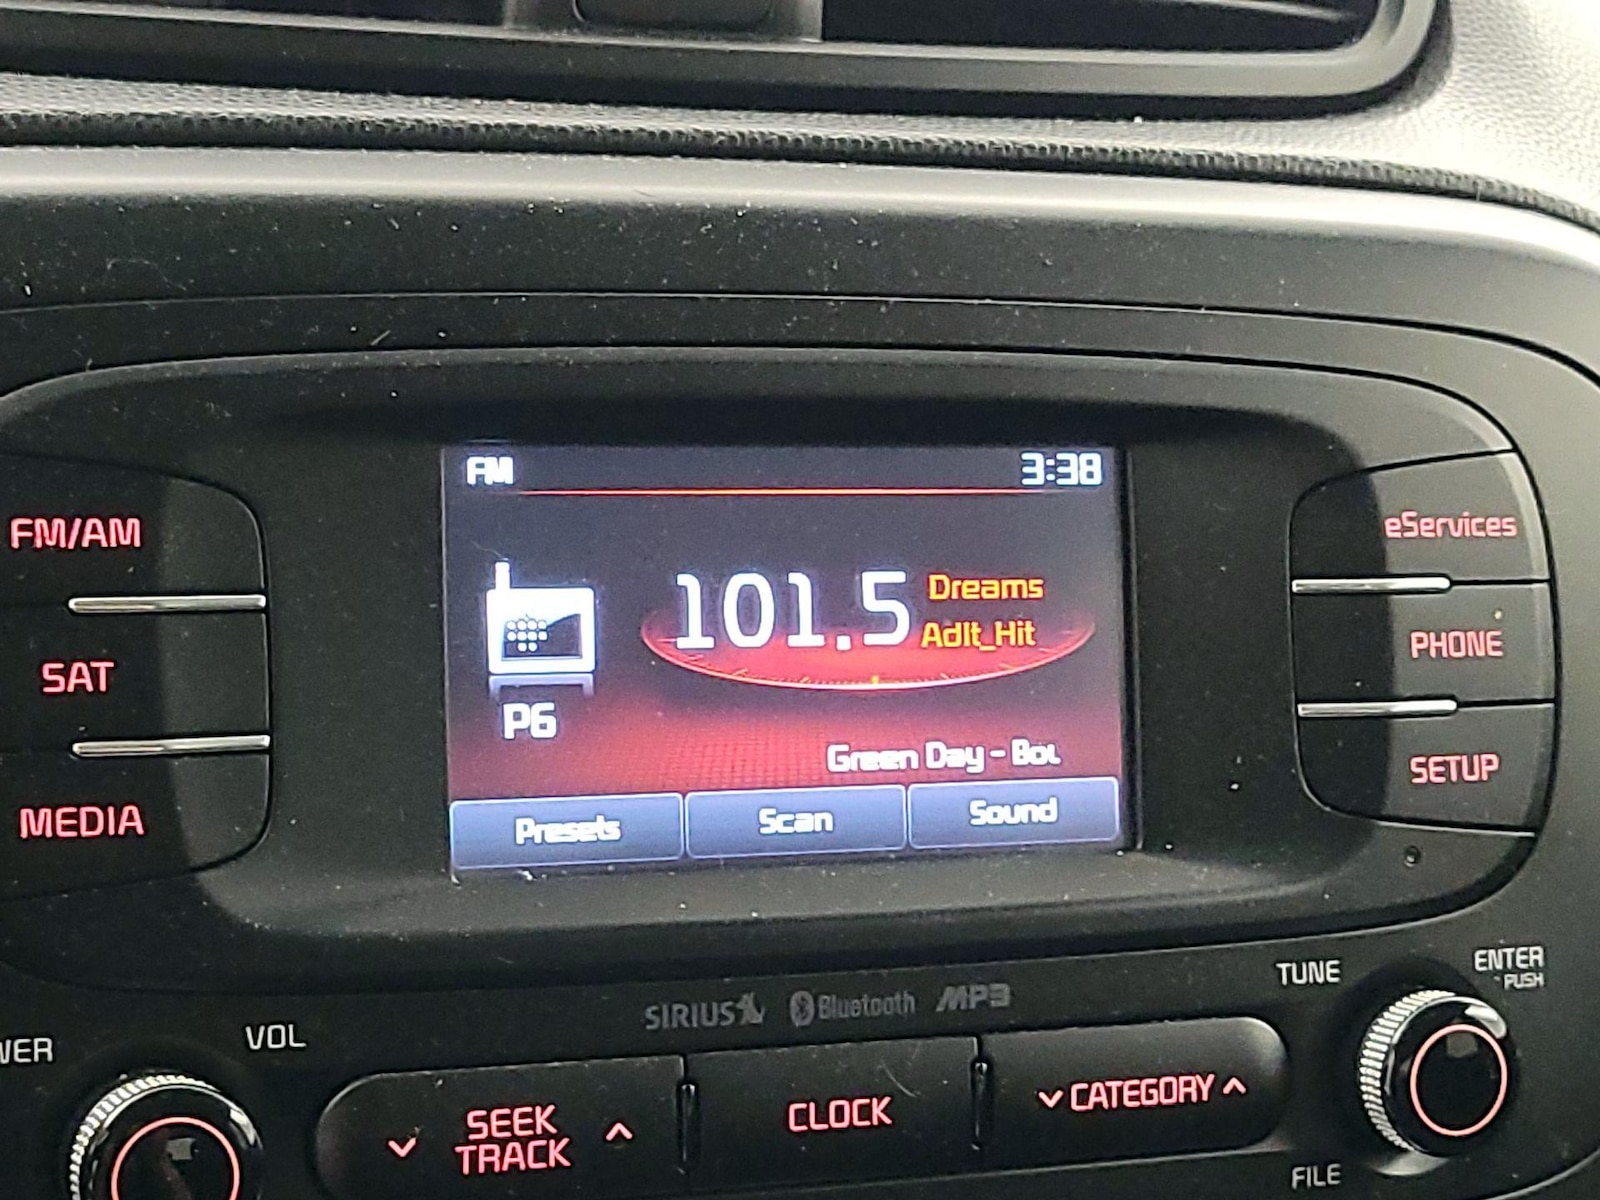 FM 3:38
FM/AM
SAT
MEDIA
101.5
Dreams
Adlt_Hit
P6
Green Day - Bou
Presets Scan Sound
eServices
PHONE
SETUP
SIRIUS Bluetooth MP3
VOL
SEEK
TRACK
CLOCK
CATEGORY
TUNE
ENTER
PUSH
FILE